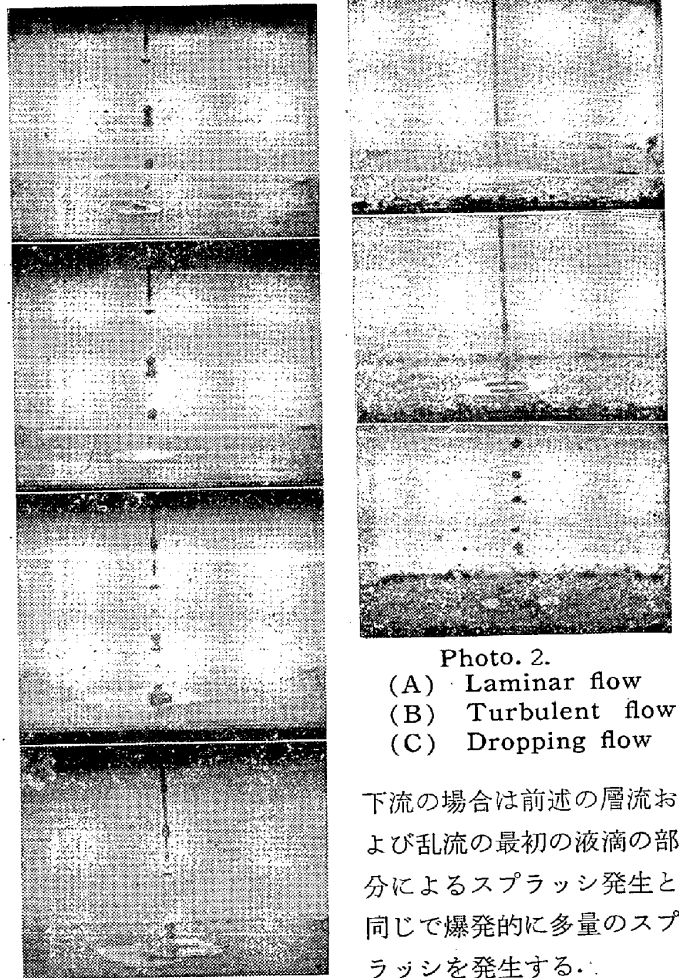 Photo. 2.
(A) Laminar flow
(B) Turbulent flow
(C) Dropping flow
下流の場合は前述の層流お
よび乱流の最初の液滴の部
分によるスプラッシ発生と
同じで爆発的に多量のスプ
ラッシを発生する.